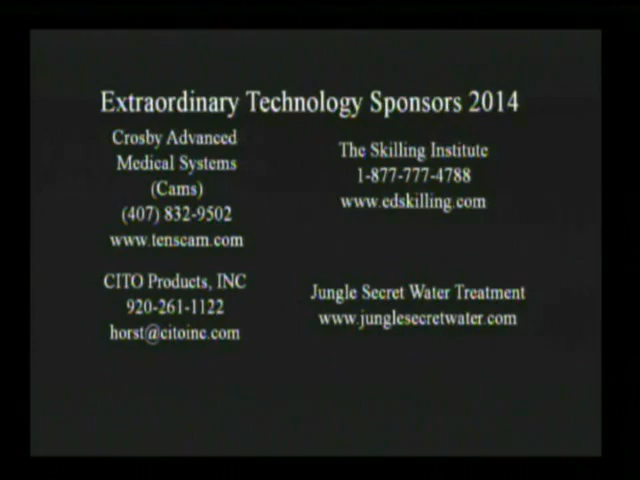 Extraordinary Technology Sponsors 2014
Crosby Advanced
Medical Systems
(Cams)
(407) 832-9502
www.tenscam.com
The Skilling Institute
1-877-777-4788
www.edskilling.com
CITO Products, INC
920-261-1122
horst@citoinc.com
Jungle Secret Water Treatment
www.junglesecretwater.com